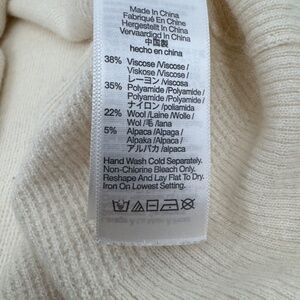 Made In China
Fabriqué En Chine
Hergestellt In China
Vervaardigd In China
中国製
hecho en china
38% Viscose /Viscose /
Viskose /Viscose /
レーヨン /viscosa
35% Polyamide /Polyamide /
Polyamid /Polyamide /
ナイロン /poliamida
22% Wool /Laine /Wolle /
Wol /毛 /lana
5% Alpaca /Alpaga /
Alpaka /Alpaca /
アルパカ /alpaca
Hand Wash Cold Separately.
Non-Chlorine Bleach Only.
Reshape And Lay Flat To Dry.
Iron On Lowest Setting.